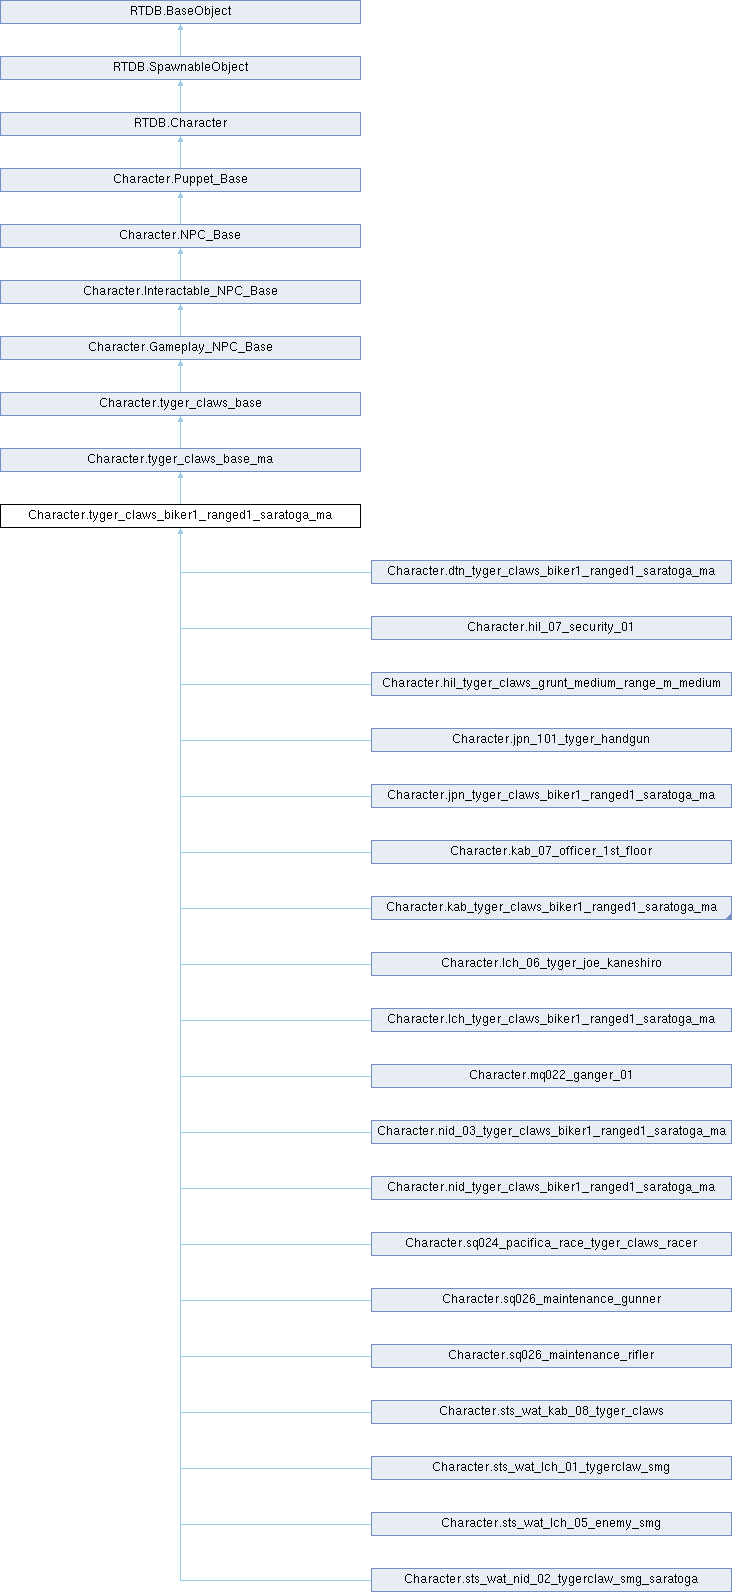 RTDB.BaseObject
RTDB.SpawnableObject
RTDB.Character
Character.Puppet_Base
Character.NPC_Base
Character.Interactable_NPC_Base
Character.Gameplay_NPC_Base
Character.tyger_claws_base
Character.tyger_claws_base_ma
Character.tyger_claws_biker1_ranged1_saratoga_ma
Character.dtn_tyger_claws_biker1_ranged1_saratoga_ma
Character.hil_07_security_01
Character.hil_tyger_claws_grunt_medium_range_m_medium
Character.jpn_101_tyger_handgun
Character.jpn_tyger_claws_biker1_ranged1_saratoga_ma
Character.kab_07_officer_1st_floor
Character.kab_tyger_claws_biker1_ranged1_saratoga_ma
Character.lch_06_tyger_joe_kaneshiro
Character.lch_tyger_claws_biker1_ranged1_saratoga_ma
Character.mq022_ganger_01
Character.nid_03_tyger_claws_biker1_ranged1_saratoga_ma
Character.nid_tyger_claws_biker1_ranged1_saratoga_ma
Character.sq024_pacifica_race_tyger_claws_racer
Character.sq026_maintenance_gunner
Character.sq026_maintenance_rifler
Character.sts_wat_kab_08_tyger_claws
Character.sts_wat_lch_01_tygerclaw_smg
Character.sts_wat_lch_05_enemy_smg
Character.sts_wat_nid_02_tygerclaw_smg_saratoga